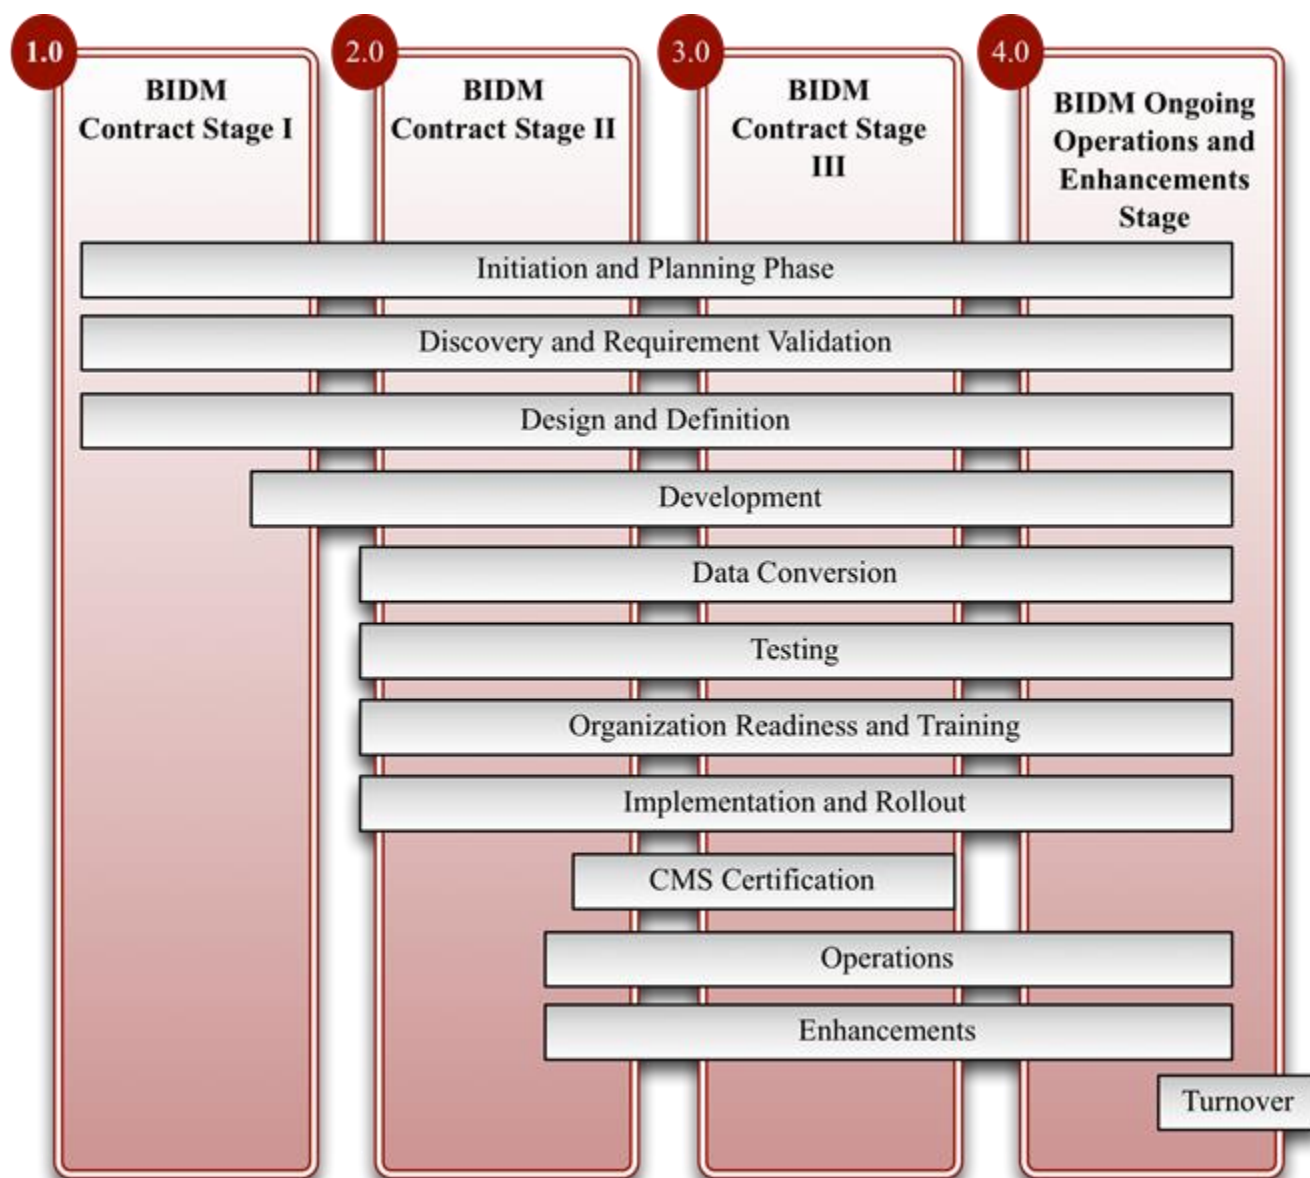 1.0
BIDM
Contract Stage I
2.0
BIDM
Contract Stage II
3.0
BIDM
Contract Stage
III
4.0
BIDM Ongoing
Operations and
Enhancements
Stage
Initiation and Planning Phase
Discovery and Requirement Validation
Design and Definition
Development
Data Conversion
Testing
Organization Readiness and Training
Implementation and Rollout
CMS Certification
Operations
Enhancements
Turnover